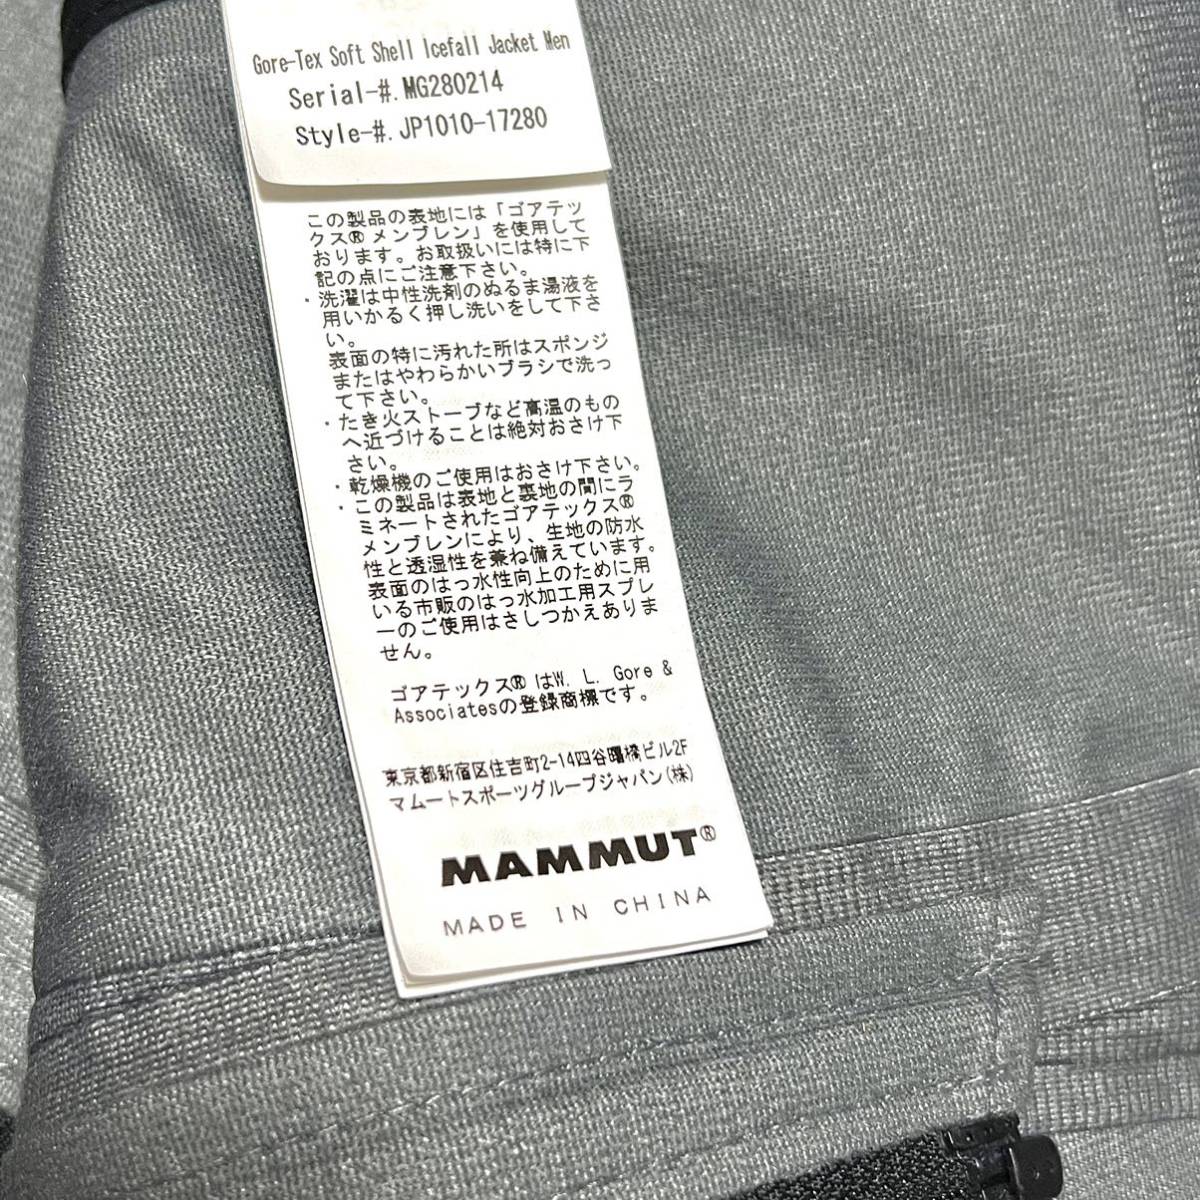 Gore-Tex Soft Shell Icefall Jacket Men
Serial-#. MG280214
Style-#. JP1010-17280
この製品の表地には「ゴアテッ
クス® メンブレン」を使用して
おります。お取扱いには特に下
記の点にご注意下さい。
・洗濯は中性洗剤のぬるま湯液を
用いかるく押し洗いをして下さ
い。
表面の特に汚れた所はスポンジ
またはやわらかいブラシで洗っ
て下さい。
・たき火ストーブなど高温のもの
へ近づけることは絶対おさけ下
さい。
・乾燥機のご使用はおさけ下さい。
・この製品は表地と裏地の間にラ
ミネートされたゴアテックス®
メンブレンにより、生地の防水
性と透湿性を兼ね備えています。
表面のはっ水性向上のために用
いる市販のはっ水加工用スプレ
ーのご使用はさしつかえありま
せん。
ゴアテックス® はW. L. Gore &
Associatesの登録商標です。
東京都新宿区住吉町2-14四谷曙橋ビル2F
マムートスポーツグループジャパン(株)
MAMMUT®
MADE IN CHINA